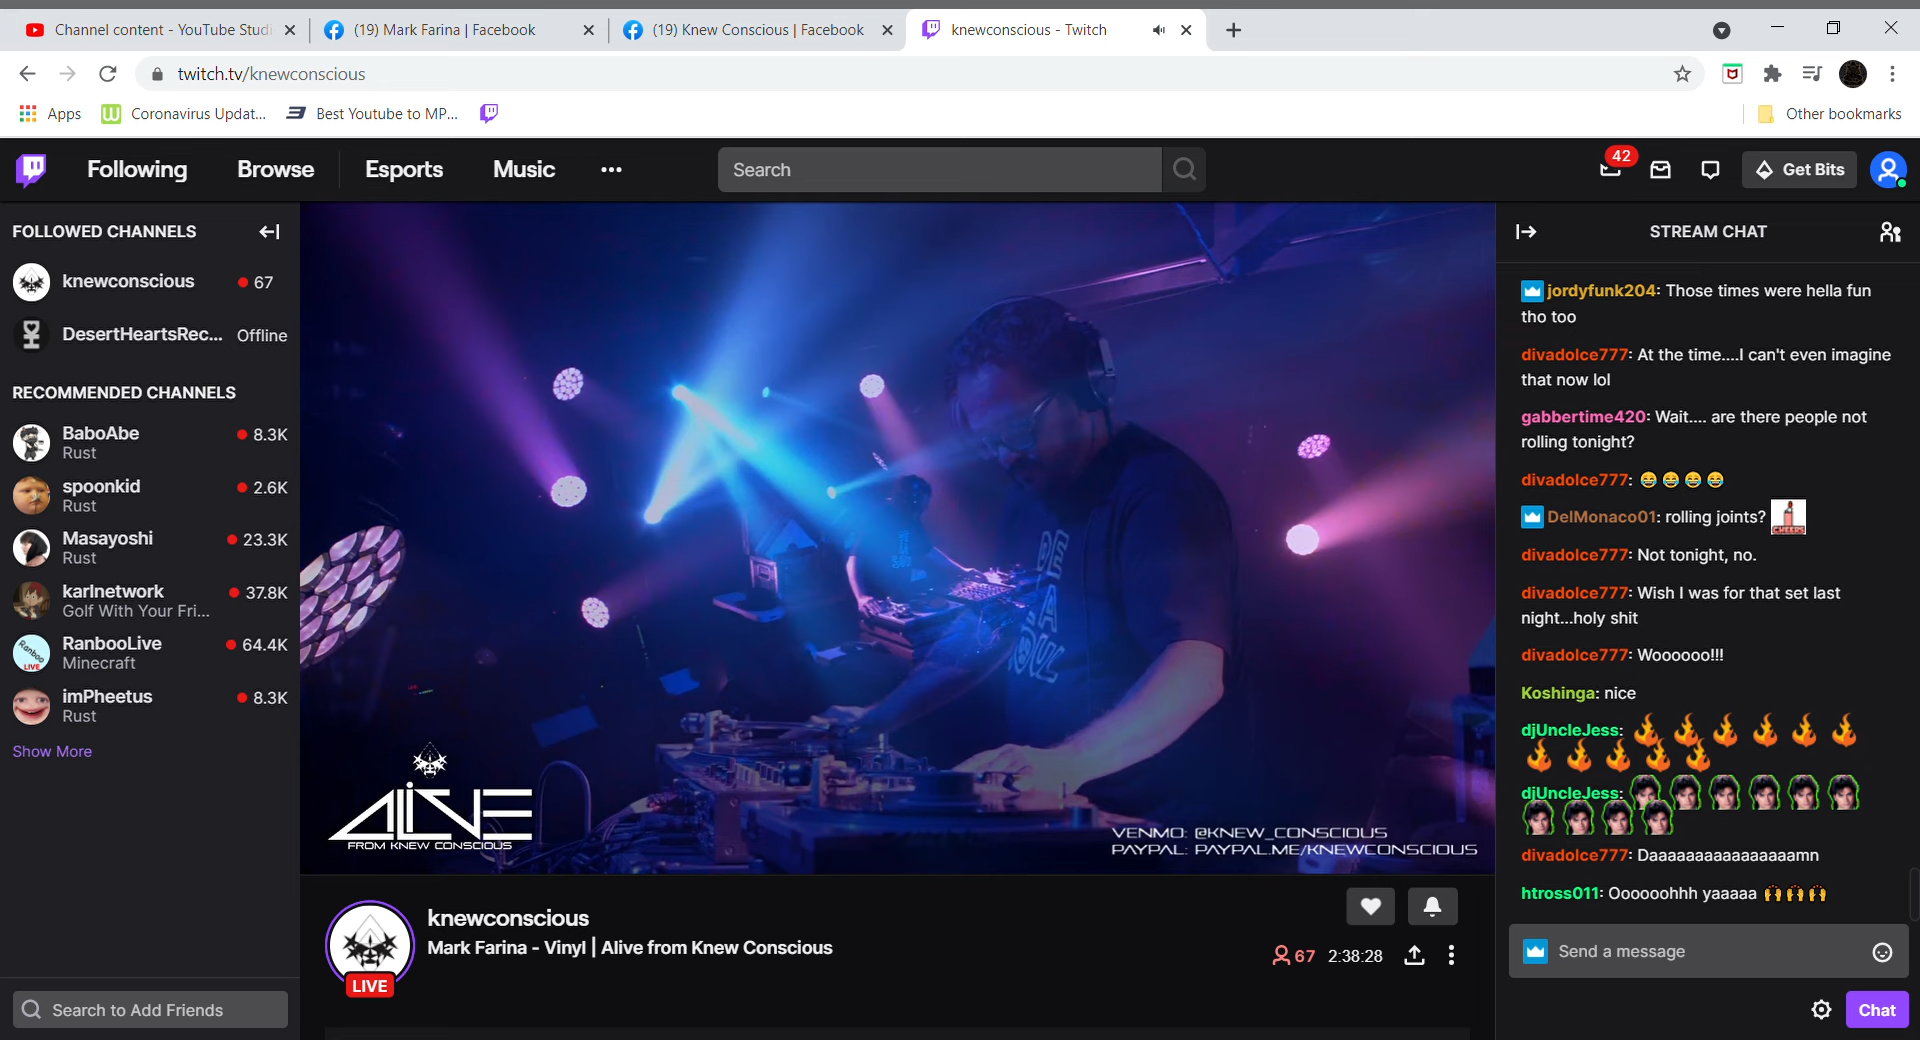 Channel content - YouTube Studi
(19) Mark Farina | Facebook
(19) Knew Conscious | Facebook
knewconscious - Twitch
twitch.tv/knewconscious
Apps
Coronavirus Updat...
Best Youtube to MP...
Other bookmarks
Following
Browse
Esports
Music
Search
42
Get Bits
FOLLOWED CHANNELS
knewconscious
67
DesertHeartsRec...
Offline
RECOMMENDED CHANNELS
BaboAbe
8.3K
Rust
spoonkid
2.6K
Rust
Masayoshi
23.3K
Rust
karlnetwork
37.8K
Golf With Your Fri...
RanbooLive
64.4K
Minecraft
imPheetus
8.3K
Rust
Show More
Search to Add Friends
ALIVE
FROM KNEW CONSCIOUS
VENMO: @KNEW_CONSCIOUS
PAYPAL: PAYPAL.ME/KNEWCONSCIOUS
knewconscious
Mark Farina - Vinyl | Alive from Knew Conscious
LIVE
67
2:38:28
STREAM CHAT
jordyfunk204: Those times were hella fun
tho too
divadolce777: At the time....I can't even imagine
that now lol
gabbertime420: Wait.... are there people not
rolling tonight?
divadolce777: 😂 😂 😂 😂
DelMonaco01: rolling joints?
CHEERS
divadolce777: Not tonight, no.
divadolce777: Wish I was for that set last
night...holy shit
divadolce777: Woooooo!!!
Koshinga: nice
djUncleJess:
djUncleJess:
divadolce777: Daaaaaaaaaaaaaaaaamn
htross011: Ooooooohhh yaaaaa 🙌 🙌 🙌
Send a message
Chat